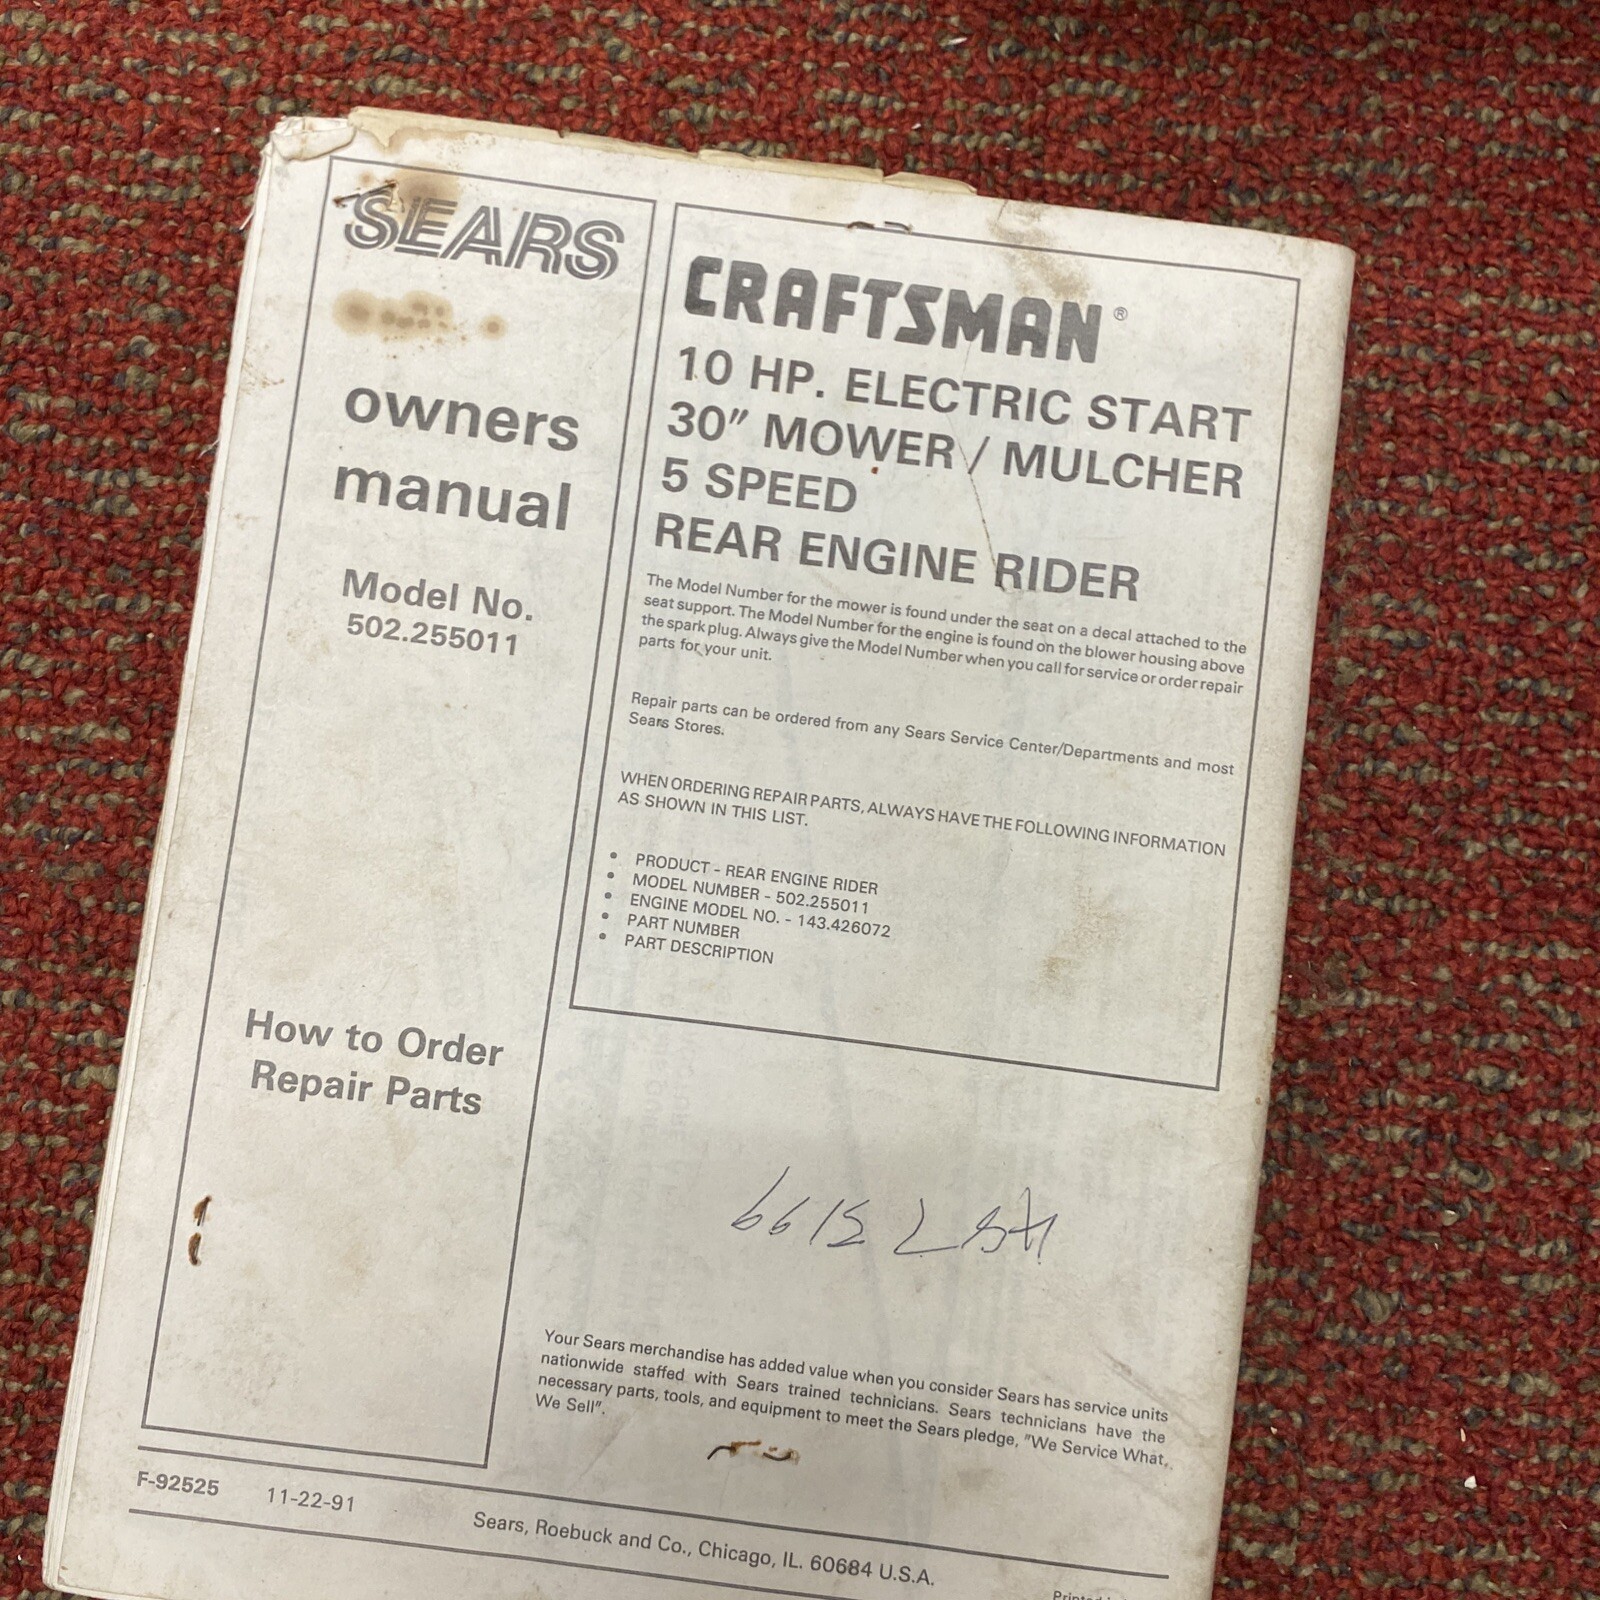 SEARS
owners
manual
Model No.
502.255011
How to Order
Repair Parts
CRAFTSMAN®
10 HP. ELECTRIC START
30" MOWER / MULCHER
5 SPEED
REAR ENGINE RIDER
The Model Number for the mower is found under the seat on a decal attached to the
seat support. The Model Number for the engine is found on the blower housing above
the spark plug. Always give the Model Number when you call for service or order repair
parts for your unit.
Repair parts can be ordered from any Sears Service Center/Departments and most
Sears Stores.
WHEN ORDERING REPAIR PARTS, ALWAYS HAVE THE FOLLOWING INFORMATION
AS SHOWN IN THIS LIST.
• PRODUCT - REAR ENGINE RIDER
• MODEL NUMBER - 502.255011
• ENGINE MODEL NO. - 143.426072
• PART NUMBER
• PART DESCRIPTION
Your Sears merchandise has added value when you consider Sears has service units
nationwide staffed with Sears trained technicians. Sears technicians have the
necessary parts, tools, and equipment to meet the Sears pledge, "We Service What
We Sell".
F-92525 11-22-91
Sears, Roebuck and Co., Chicago, IL. 60684 U.S.A.
Printed